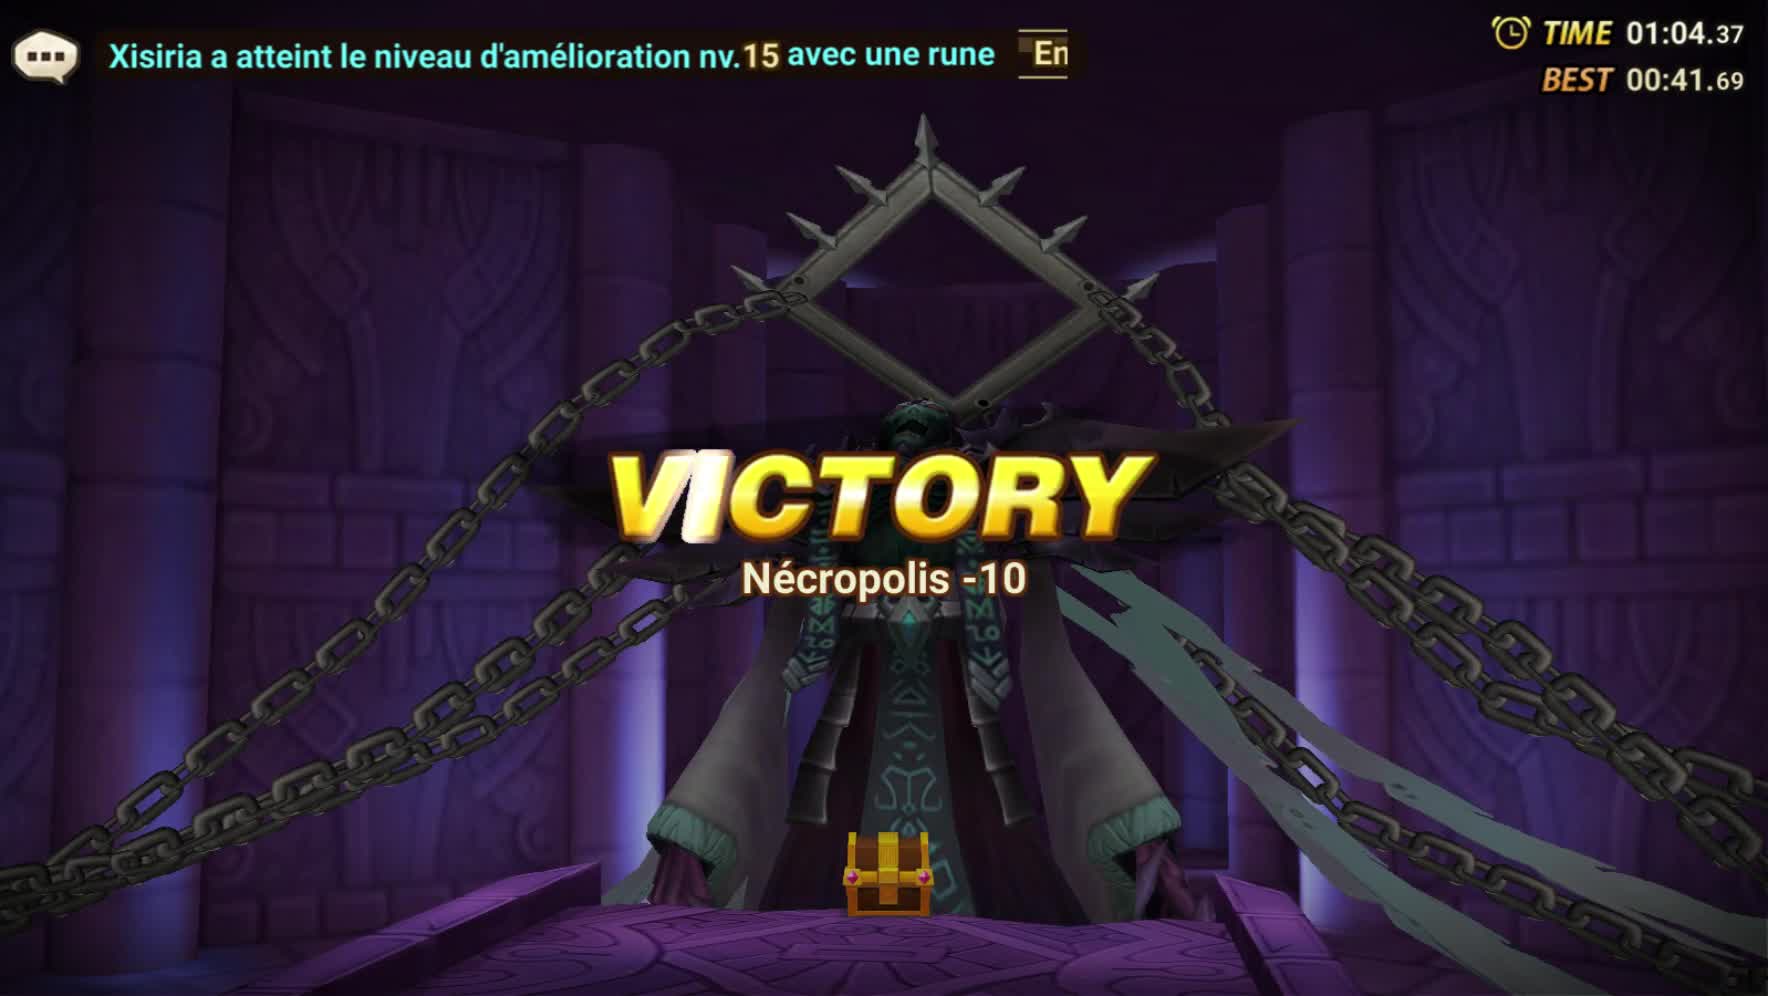 Xisiria a atteint le niveau d'amélioration nv.15 avec une rune En
TIME 01:04.37
BEST 00:41.69
VICTORY
Nécropolis -10